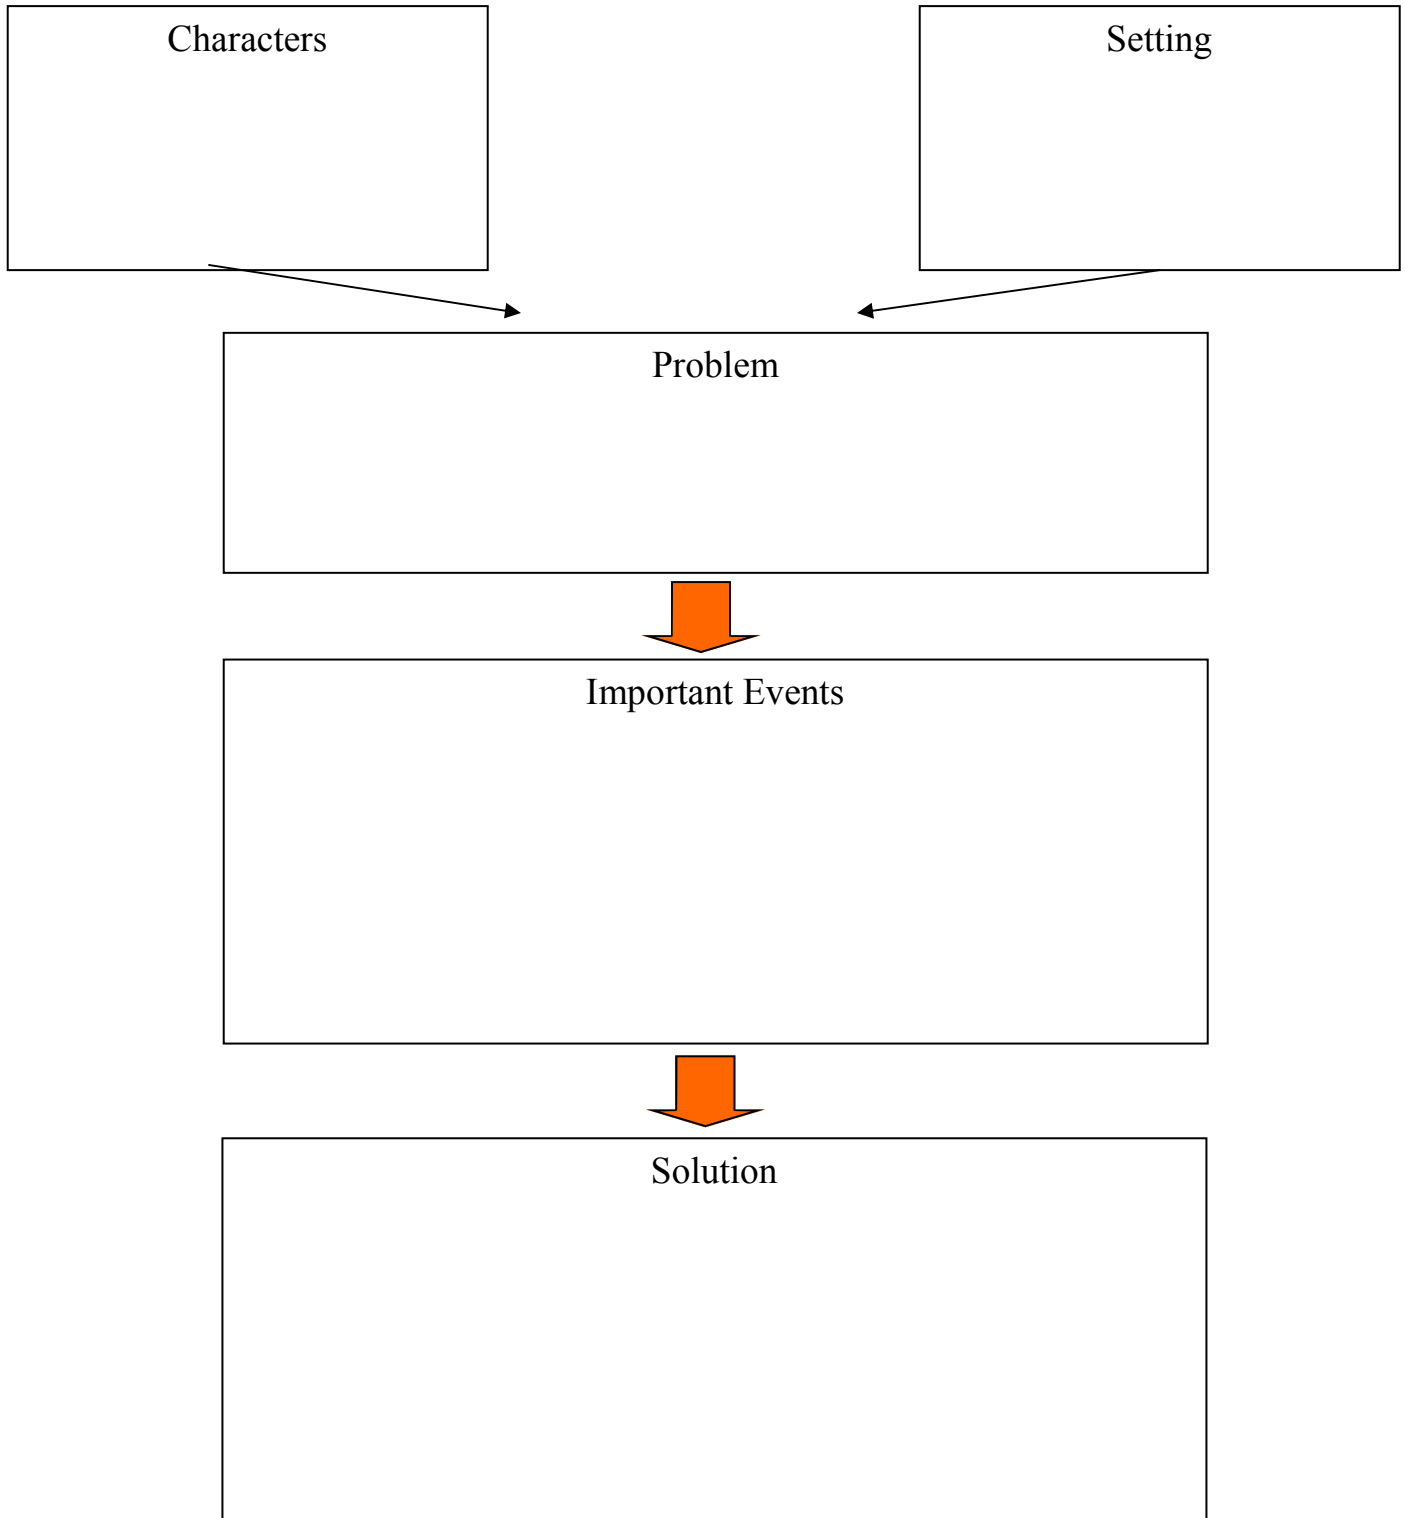 Characters
Setting
Problem
Important Events
Solution